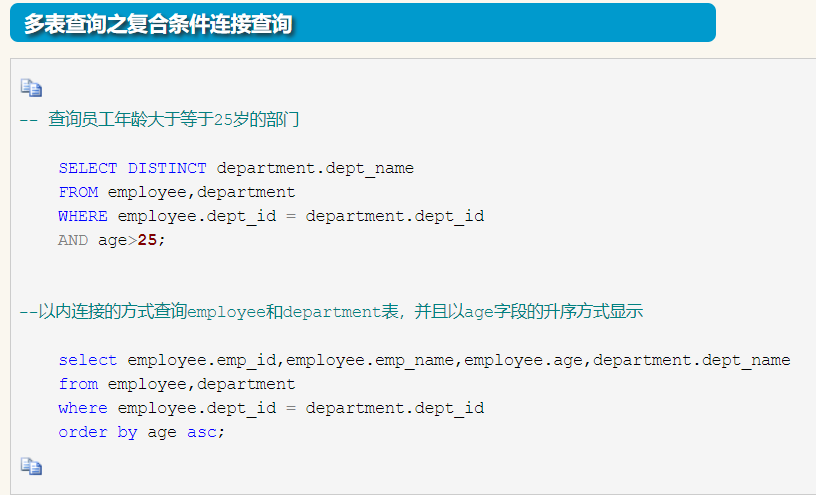 多表查询之复合条件连接查询
-- 查询员工年龄大于等于25岁的部门
SELECT DISTINCT department.dept_name
FROM employee,department
WHERE employee.dept_id = department.dept_id
AND age>25;
--以内连接的方式查询employee和department表，并且以age字段的升序方式显示
select employee.emp_id,employee.emp_name,employee.age,department.dept_name
from employee,department
where employee.dept_id = department.dept_id
order by age asc;